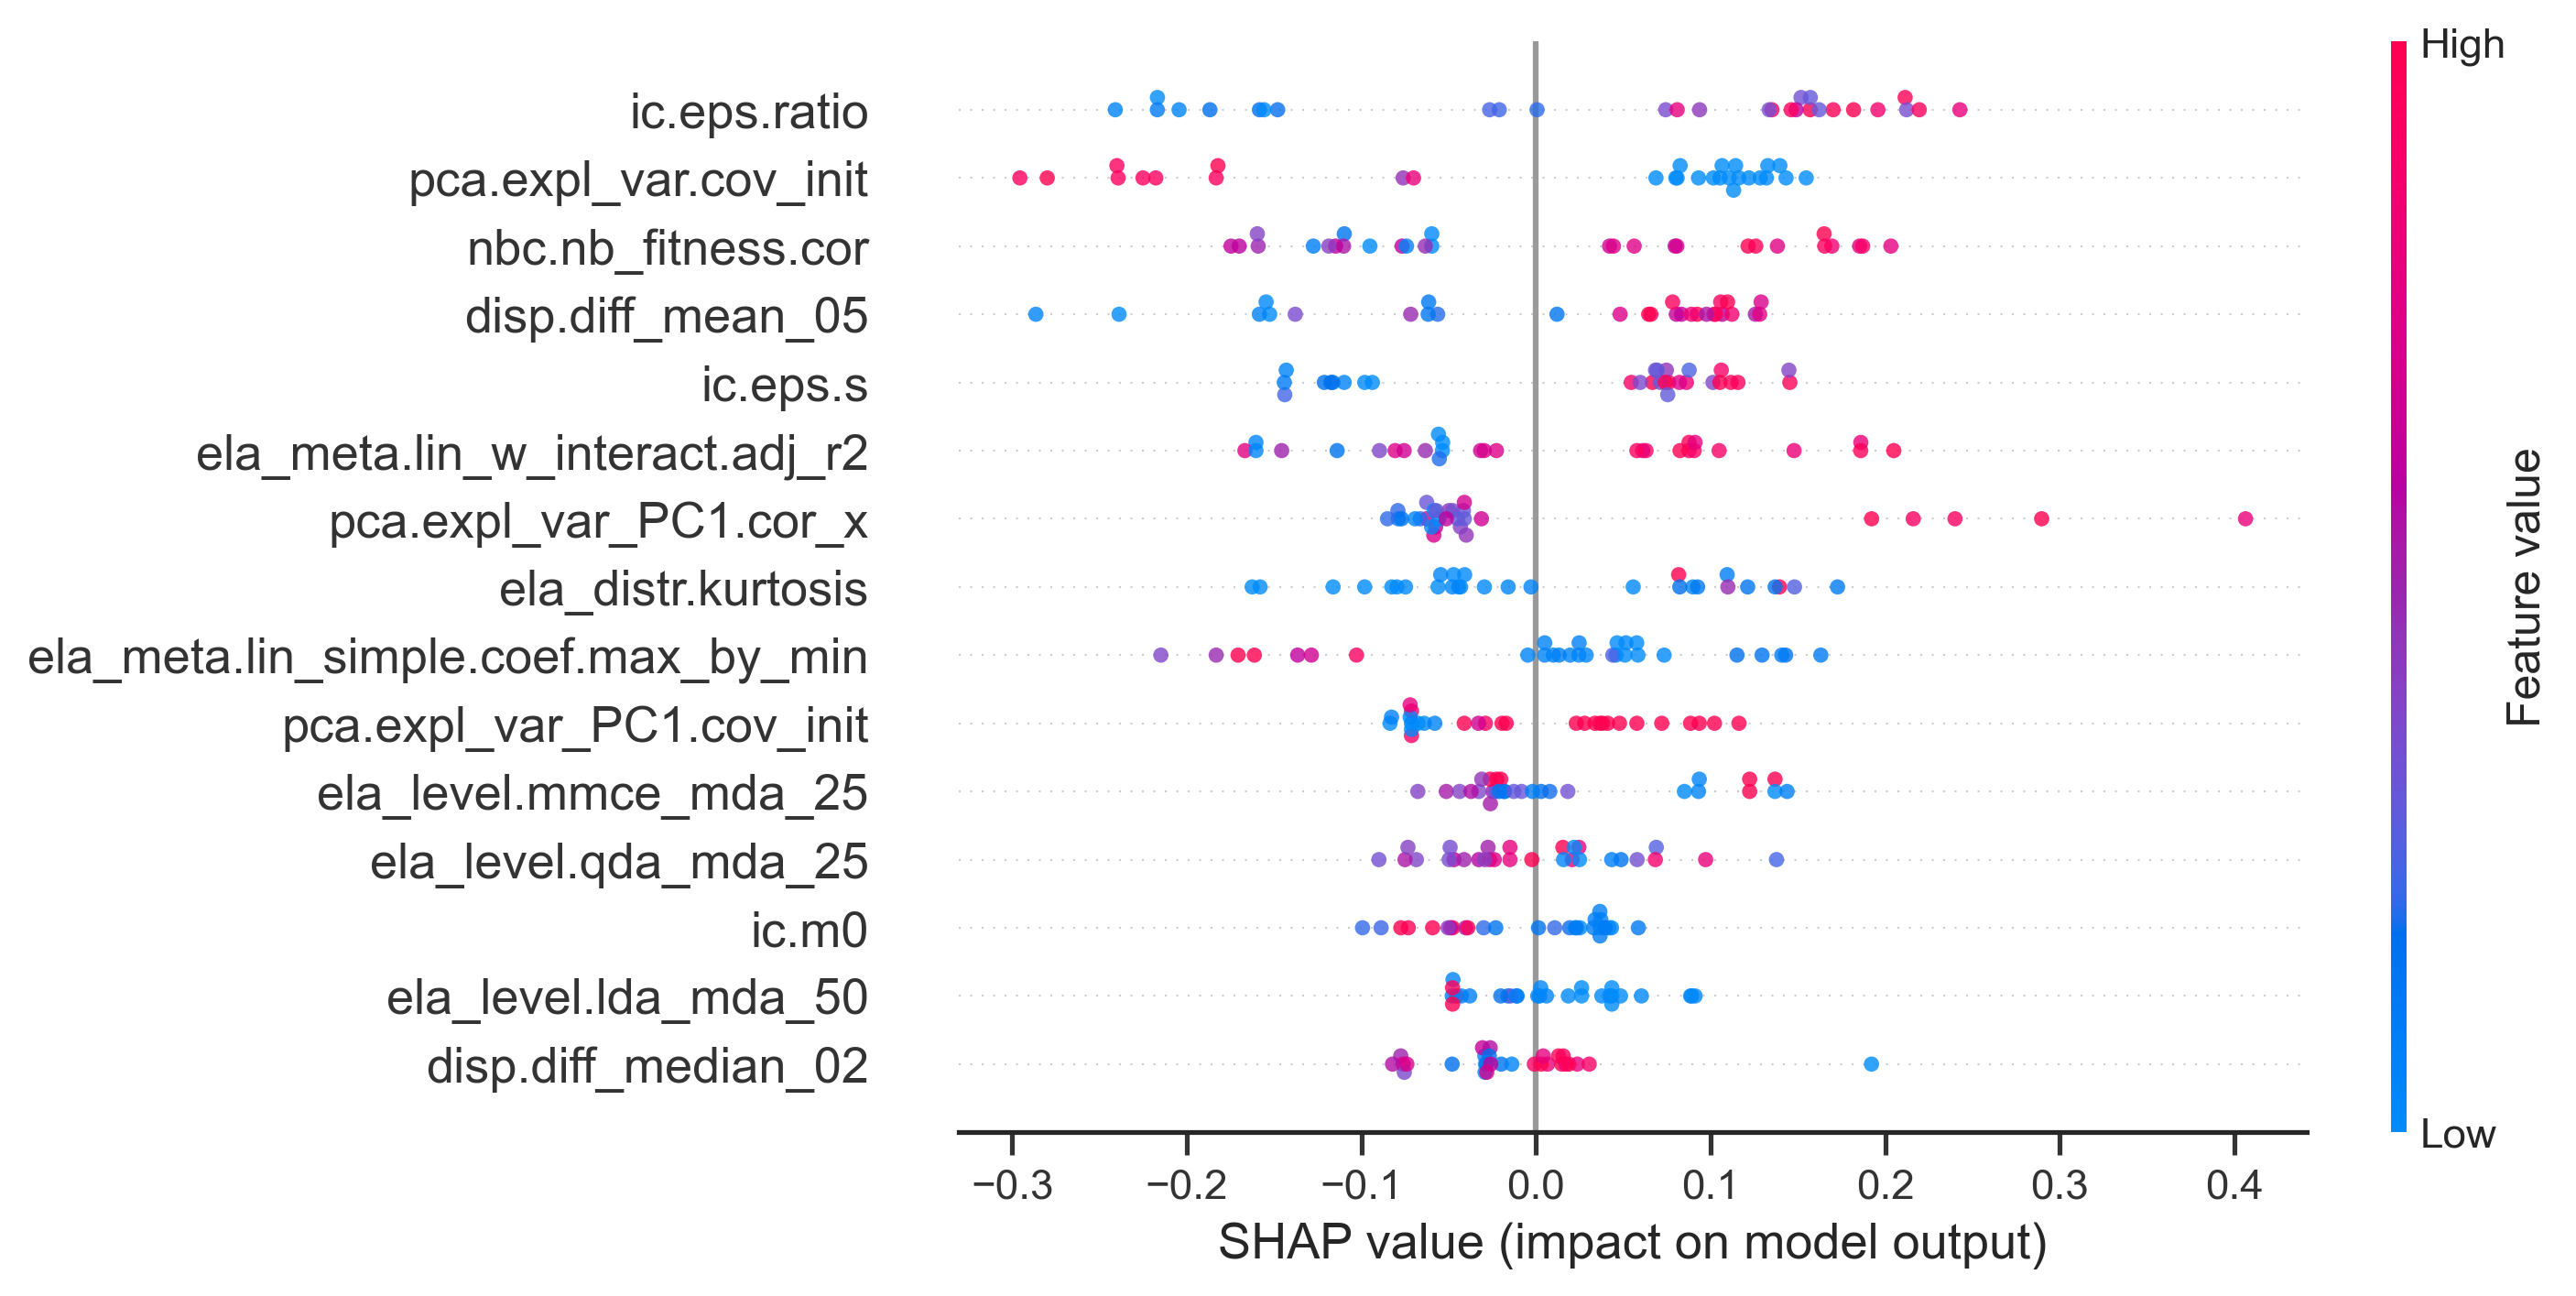 High
ic.eps.ratio
pca.expl_var.cov_init
nbc.nb_fitness.cor
disp.diff_mean_05
ic.eps.s
ela_meta.lin_w_interact.adj_r2
pca.expl_var_PC1.cor_x
ela_distr.kurtosis
ela_meta.lin_simple.coef.max_by_min
pca.expl_var_PC1.cov_init
ela_level.mmce_mda_25
ela_level.qda_mda_25
ic.m0
ela_level.lda_mda_50
disp.diff_median_02
Feature value
Low
−0.3 −0.2 −0.1 0.0 0.1 0.2 0.3 0.4
SHAP value (impact on model output)